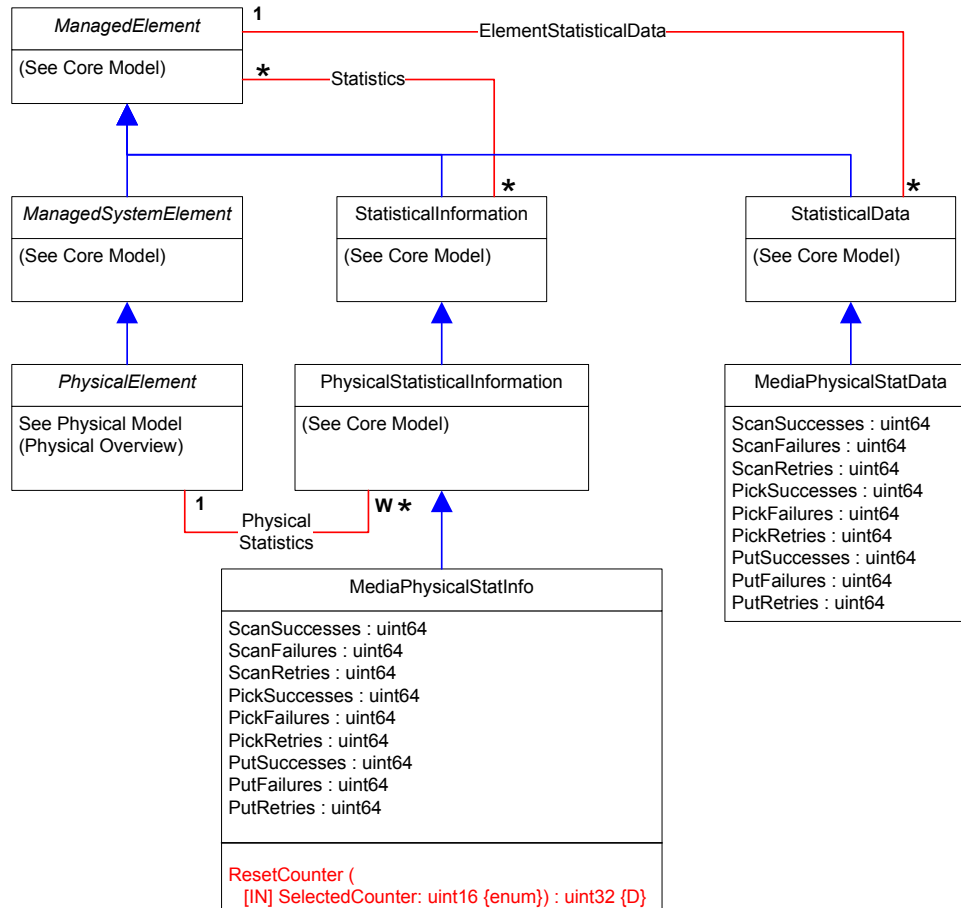 ManagedElement
(See Core Model)
1
ElementStatisticalData
*
Statistics
*
*
ManagedSystemElement
(See Core Model)
StatisticalInformation
(See Core Model)
StatisticalData
(See Core Model)
PhysicalElement
See Physical Model
(Physical Overview)
PhysicalStatisticalInformation
(See Core Model)
MediaPhysicalStatData
ScanSuccesses : uint64
ScanFailures : uint64
ScanRetries : uint64
PickSuccesses : uint64
PickFailures : uint64
PickRetries : uint64
PutSuccesses : uint64
PutFailures : uint64
PutRetries : uint64
1
Physical
Statistics
w *
MediaPhysicalStatInfo
ScanSuccesses : uint64
ScanFailures : uint64
ScanRetries : uint64
PickSuccesses : uint64
PickFailures : uint64
PickRetries : uint64
PutSuccesses : uint64
PutFailures : uint64
PutRetries : uint64
ResetCounter (
[IN] SelectedCounter: uint16 {enum}) : uint32 {D}